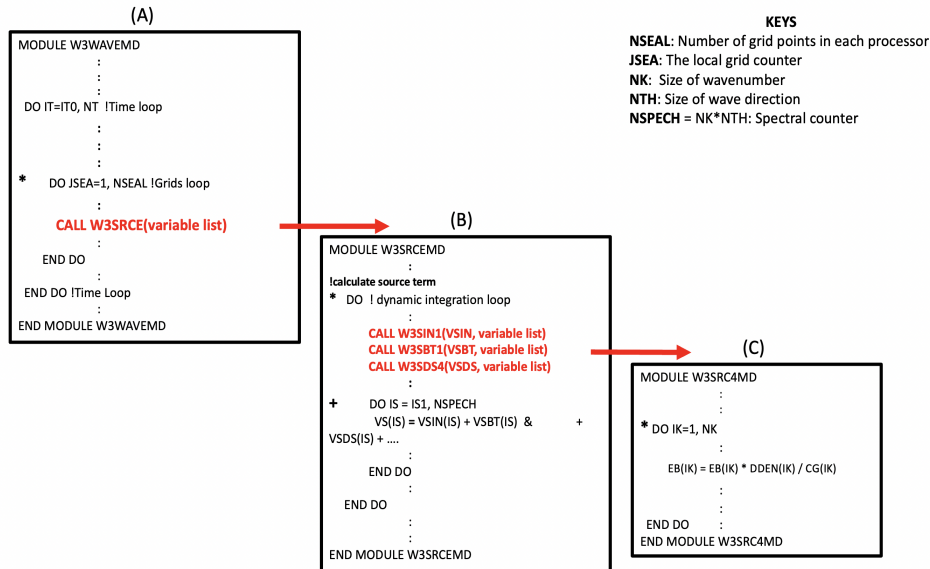 (A)
MODULE W3WAVEMD
:
:
:
DO IT=IT0, NT !Time loop
:
:
:
:
* DO JSEA=1, NSEAL !Grids loop
:
CALL W3SRCE(variable list)
:
END DO
:
END DO !Time Loop
:
END MODULE W3WAVEMD
KEYS
NSEAL: Number of grid points in each processor
JSEA: The local grid counter
NK: Size of wavenumber
NTH: Size of wave direction
NSPECH = NK*NTH: Spectral counter
(B)
MODULE W3SRCEMD
:
!calculate source term
* DO ! dynamic integration loop
:
CALL W3SIN1(VSIN, variable list)
CALL W3SBT1(VSBT, variable list)
CALL W3SDS4(VSDS, variable list)
:
+ DO IS = IS1, NSPECH
VS(IS) = VSIN(IS) + VSBT(IS) & +
VSDS(IS) + ....
:
END DO
:
END DO
:
:
END MODULE W3SRCEMD
(C)
MODULE W3SRC4MD
:
:
* DO IK=1, NK
:
EB(IK) = EB(IK) * DDEN(IK) / CG(IK)
:
:
END DO :
END MODULE W3SRC4MD